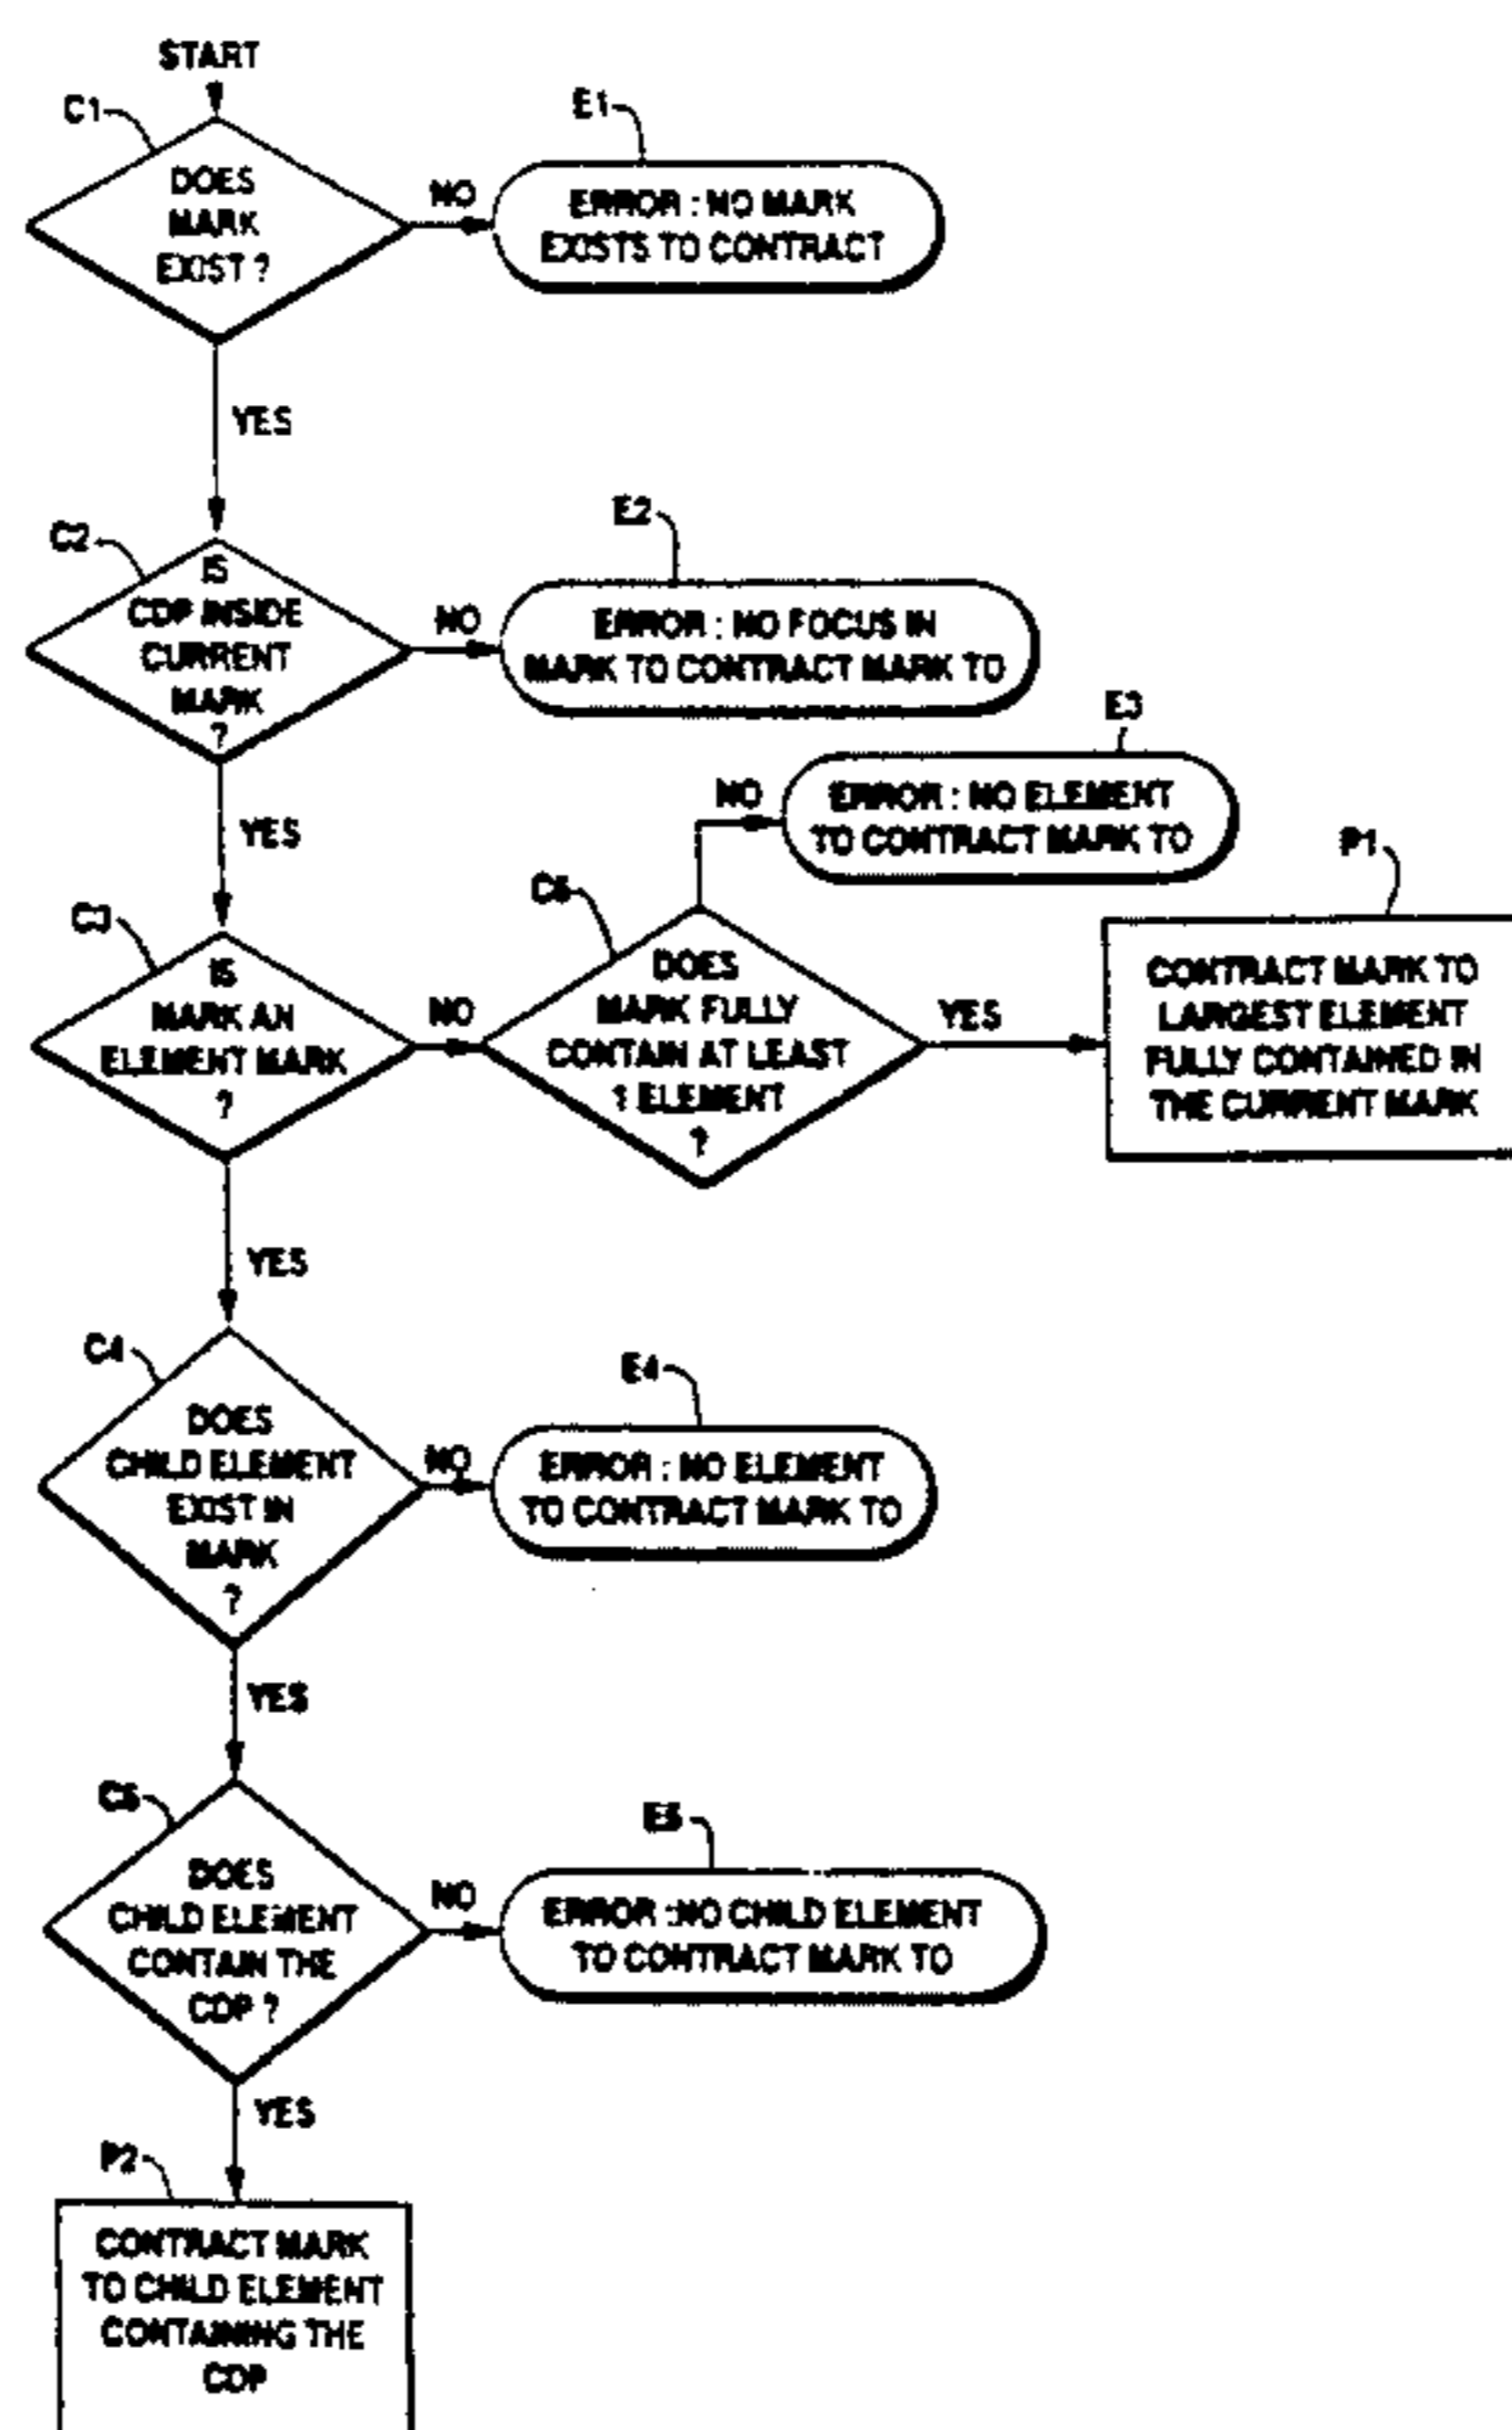 START
C1
DOES
MARK
EXIST ?
NO
E1
ERROR : NO MARK
EXISTS TO CONTRACT
YES
C2
IS
CDP INSIDE
CURRENT
MARK
?
NO
E2
ERROR : NO FOCUS IN
MARK TO CONTRACT MARK TO
YES
C3
IS
MARK AN
ELEMENT MARK
?
NO
DOES
MARK FULLY
CONTAIN AT LEAST
1 ELEMENT
?
NO
E3
ERROR : NO ELEMENT
TO CONTRACT MARK TO
YES
P1
CONTRACT MARK TO
LARGEST ELEMENT
FULLY CONTAINED IN
THE CURRENT MARK
YES
C4
DOES
CHILD ELEMENT
EXIST IN
MARK
?
NO
E4
ERROR : NO ELEMENT
TO CONTRACT MARK TO
YES
DOES
CHILD ELEMENT
CONTAIN THE
CDP ?
NO
E5
ERROR :NO CHILD ELEMENT
TO CONTRACT MARK TO
YES
P2
CONTRACT MARK
TO CHILD ELEMENT
CONTAINING THE
CDP